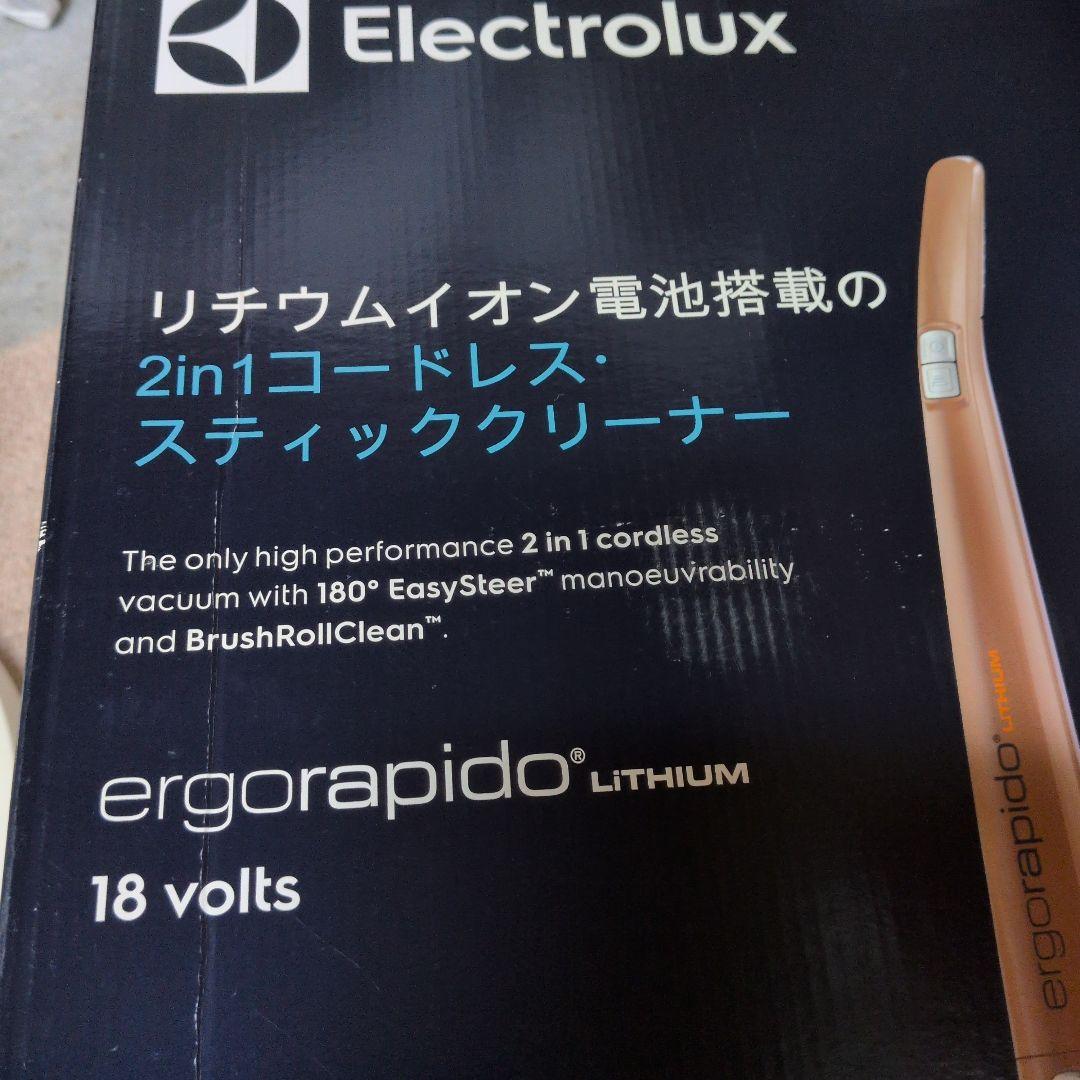 Electrolux
リチウムイオン電池搭載の
2in1コードレス・
スティッククリーナー
The only high performance 2 in 1 cordless
vacuum with 180° EasySteer™ manoeuvrability
and BrushRollClean™.
ergorapido® LiTHIUM
18 volts
ergorapido® LiTHIUM